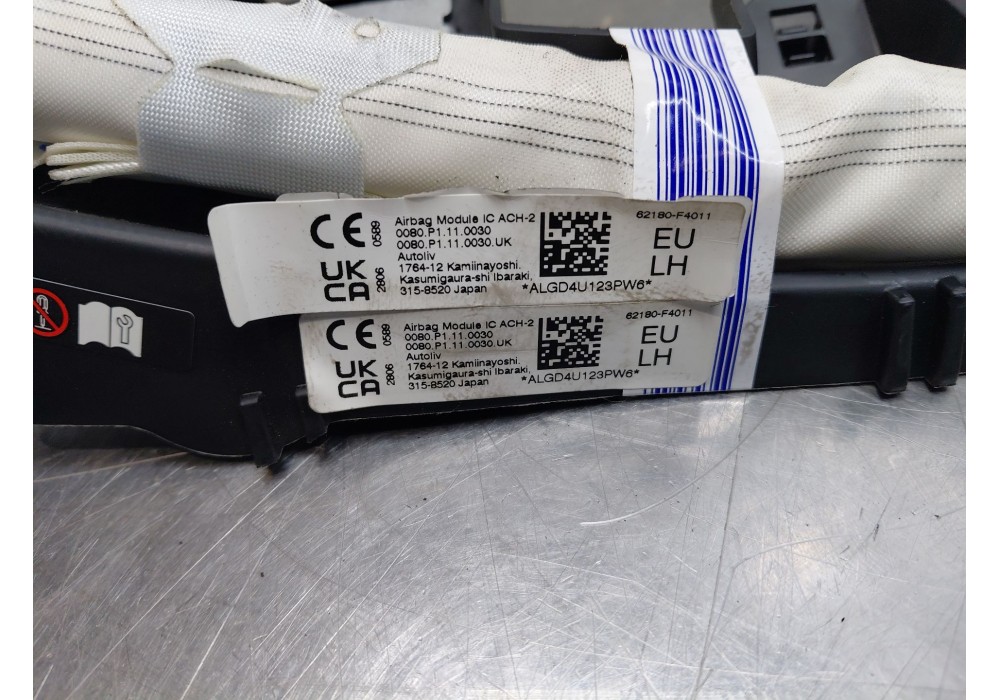 CE 0589
UK
CA 2806
Airbag Module IC ACH-2
0080.P1.11.0030
0080.P1.11.0030.UK
Autoliv
1764-12 Kamiinayoshi.
Kasumigaura-shi Ibaraki,
315-8520 Japan
62180-F4011
EU
LH
*ALGD4U123PW6*
CE 0589
UK
CA 2806
Airbag Module IC ACH-2
0080.P1.11.0030
0080.P1.11.0030.UK
Autoliv
1764-12 Kamiinayoshi.
Kasumigaura-shi Ibaraki,
315-8520 Japan
62180-F4011
EU
LH
*ALGD4U123PW6*